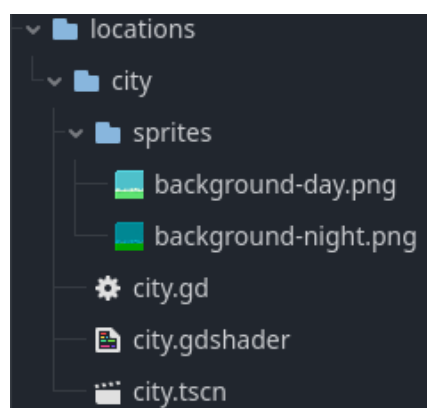 locations
city
sprites
background-day.png
background-night.png
city.gd
city.gdshader
city.tscn